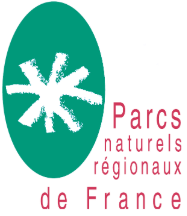 Parcs
naturels
régionaux
de France